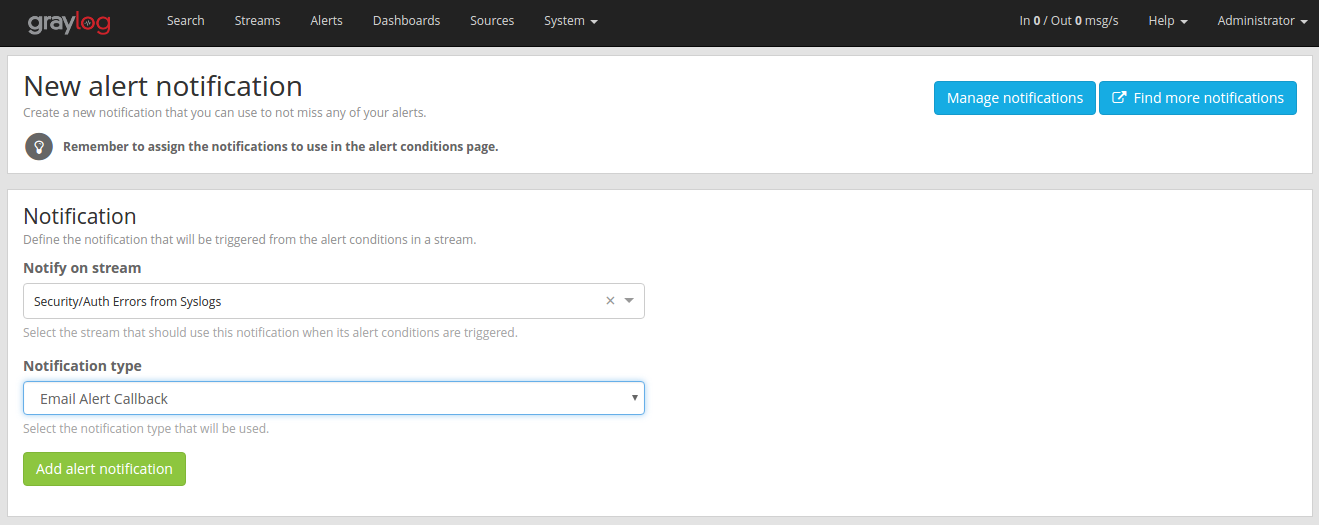 graylog Search Streams Alerts Dashboards Sources System In 0 / Out 0 msg/s Help Administrator
New alert notification
Manage notifications Find more notifications
Create a new notification that you can use to not miss any of your alerts.
Remember to assign the notifications to use in the alert conditions page.
Notification
Define the notification that will be triggered from the alert conditions in a stream.
Notify on stream
Security/Auth Errors from Syslogs
Select the stream that should use this notification when its alert conditions are triggered.
Notification type
Email Alert Callback
Select the notification type that will be used.
Add alert notification